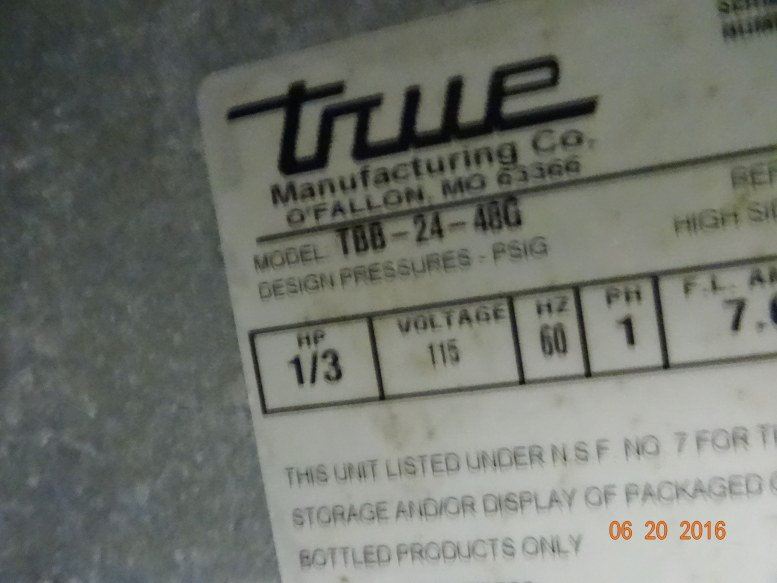 true
Manufacturing Co.
O'FALLON, MO 63366
MODEL TBB-24-48G
DESIGN PRESSURES - PSIG
HIGH
HP VOLTAGE HZ PH F.L.
1/3 115 60 1 7.
THIS UNIT LISTED UNDER N.S.F. NO. 7 FOR
STORAGE AND/OR DISPLAY OF PACKAGED
BOTTLED PRODUCTS ONLY
06 20 2016